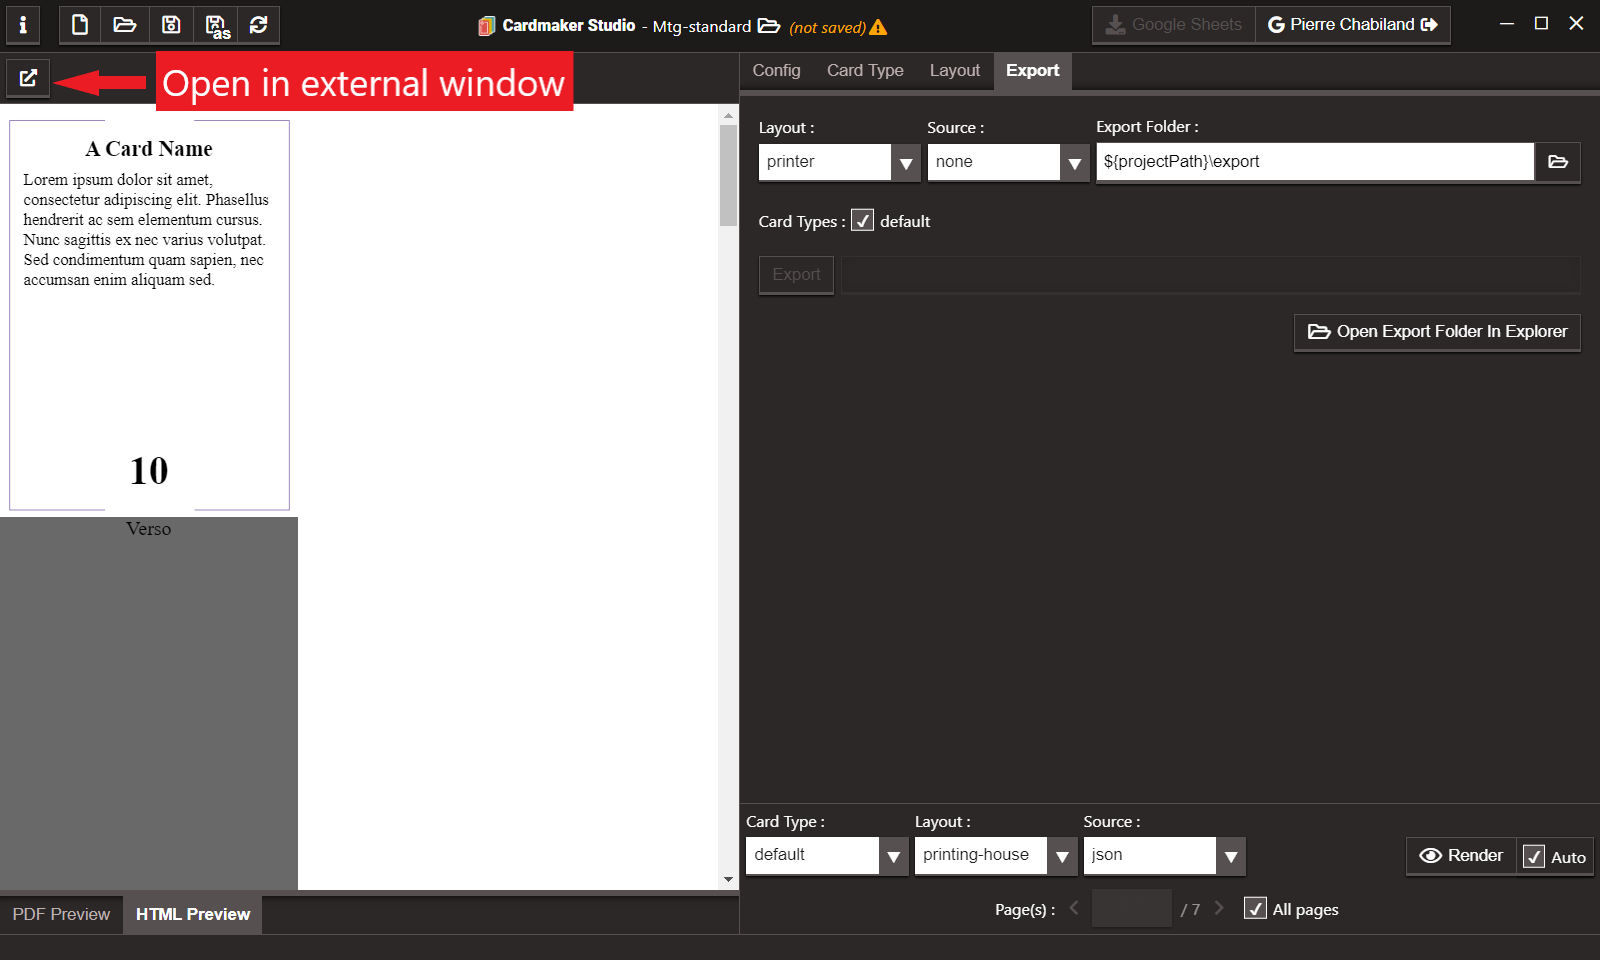 as
Cardmaker Studio - Mtg-standard (not saved)
Google Sheets
Pierre Chabiland
Open in external window
Config Card Type Layout Export
A Card Name
Lorem ipsum dolor sit amet,
consectetur adipiscing elit. Phasellus
hendrerit ac sem elementum cursus.
Nunc sagittis ex nec varius volutpat.
Sed condimentum quam sapien, nec
accumsan enim aliquam sed.
10
Verso
Layout : Source : Export Folder :
printer none ${projectPath}\export
Card Types : default
Export
Open Export Folder In Explorer
Card Type : Layout : Source :
default printing-house json
Render Auto
Page(s) : / 7 All pages
PDF Preview HTML Preview